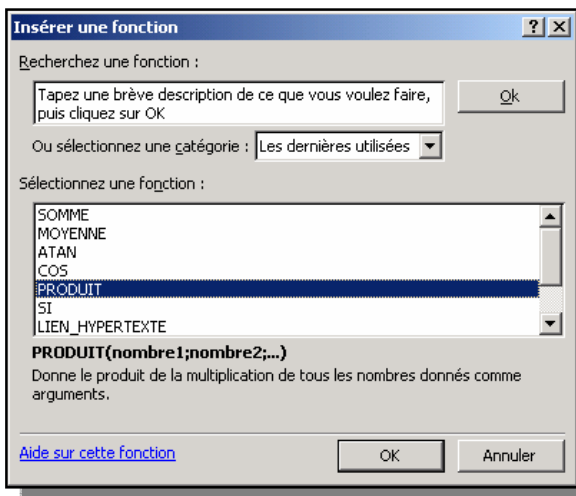 Insérer une fonction
Recherchez une fonction :
Tapez une brève description de ce que vous voulez faire,
puis cliquez sur OK
Ok
Ou sélectionnez une catégorie : Les dernières utilisées
Sélectionnez une fonction :
SOMME
MOYENNE
ATAN
COS
PRODUIT
SI
LIEN_HYPERTEXTE
PRODUIT(nombre1;nombre2;...)
Donne le produit de la multiplication de tous les nombres donnés comme
arguments.
Aide sur cette fonction
OK
Annuler